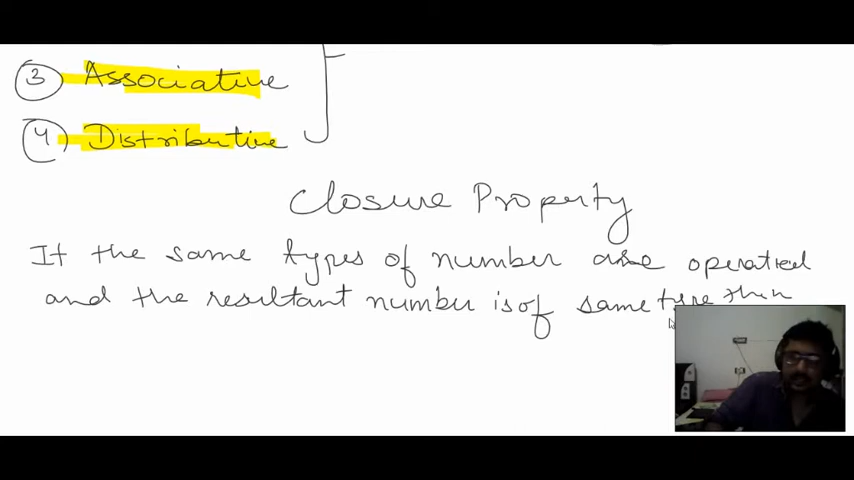 3 Associative
4 Distributive
Closure Property
If the same types of number are operated
and the resultant number is of same type then